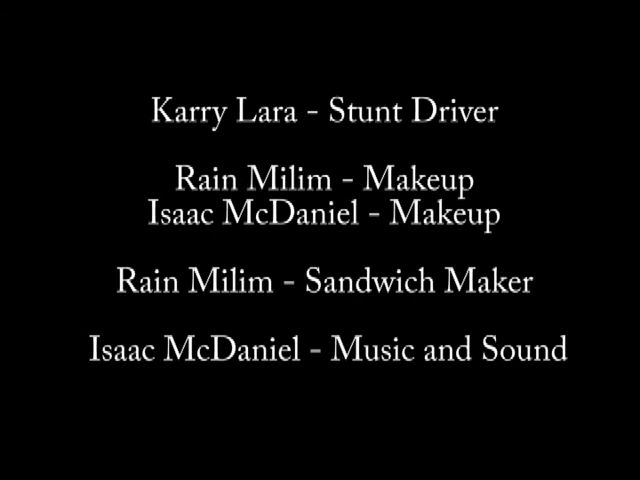 Karry Lara - Stunt Driver
Rain Milim - Makeup
Isaac McDaniel - Makeup
Rain Milim - Sandwich Maker
Isaac McDaniel - Music and Sound